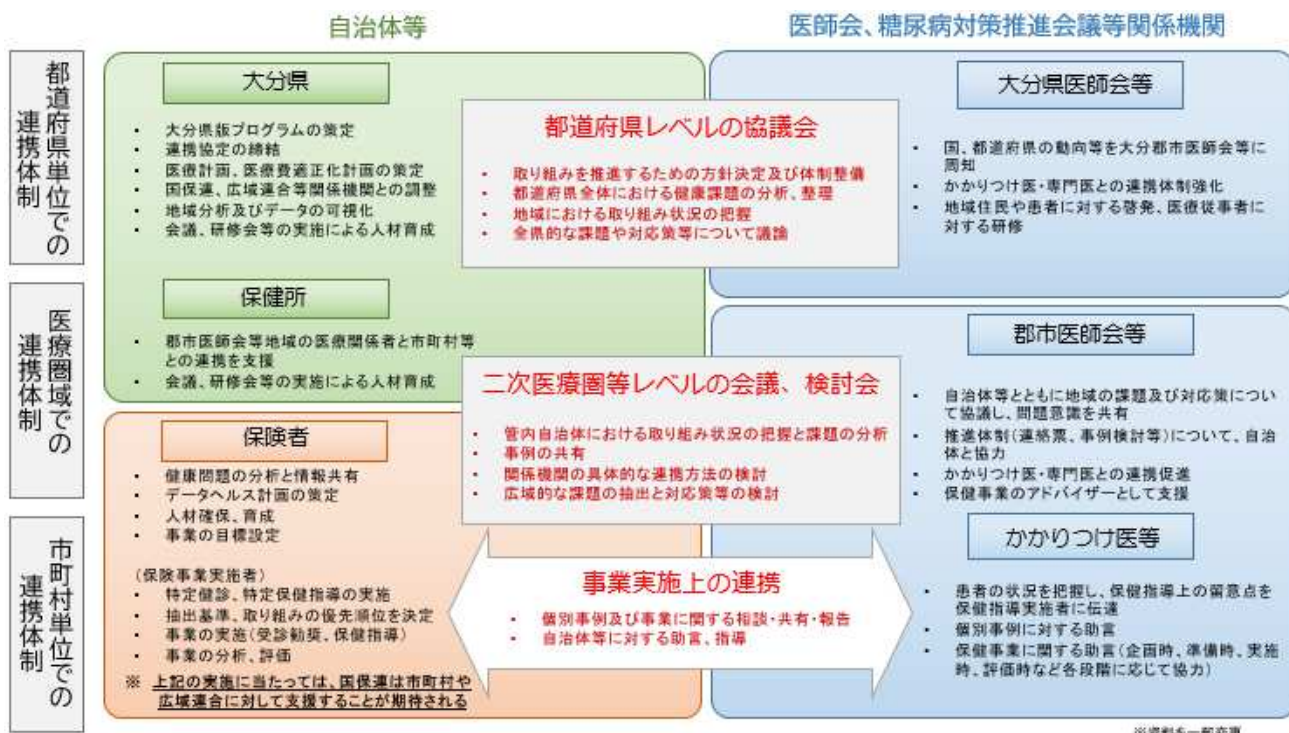 自治体等
医師会、糖尿病対策推進会議等関係機関
都道府県単位での
連携体制
大分県
・ 大分県版プログラムの策定
・ 連携協定の締結
・ 医療計画、医療費適正化計画の策定
・ 国保連、広域連合等関係機関との調整
・ 地域分析及びデータの可視化
・ 会議、研修会等の実施による人材育成
都道府県レベルの協議会
・ 取り組みを推進するための方針決定及び体制整備
・ 都道府県全体における健康課題の分析、整理
・ 地域における取り組み状況の把握
・ 全県的な課題や対応策等について議論
大分県医師会等
・ 国、都道府県の動向等を大分郡市医師会等に
周知
・ かかりつけ医・専門医との連携体制強化
・ 地域住民や患者に対する啓発、医療従事者に
対する研修
医療圏域での
連携体制
保健所
・ 郡市医師会等地域の医療関係者と市町村等
との連携を支援
・ 会議、研修会等の実施による人材育成
二次医療圏等レベルの会議、検討会
・ 管内自治体における取り組み状況の把握と課題の分析
・ 事例の共有
・ 関係機関の具体的な連携方法の検討
・ 広域的な課題の抽出と対応策等の検討
郡市医師会等
・ 自治体等とともに地域の課題及び対応策につい
て協議し、問題意識を共有
・ 推進体制(連絡票、事例検討等)について、自治
体と協力
・ かかりつけ医・専門医との連携促進
・ 保健事業のアドバイザーとして支援
市町村単位での
連携体制
保険者
・ 健康問題の分析と情報共有
・ データヘルス計画の策定
・ 人材確保、育成
・ 事業の目標設定
(保険事業実施者)
・ 特定健診、特定保健指導の実施
・ 抽出基準、取り組みの優先順位を決定
・ 事業の実施(受診勧奨、保健指導)
・ 事業の分析、評価
※ 上記の実施に当たっては、国保連は市町村や
広域連合に対して支援することが期待される
事業実施上の連携
・ 個別事例及び事業に関する相談・共有・報告
・ 自治体等に対する助言、指導
かかりつけ医等
・ 患者の状況を把握し、保健指導上の留意点を
保健指導実施者に伝達
・ 個別事例に対する助言
・ 保健事業に関する助言(企画時、準備時、実施
時、評価時など各段階に応じて協力)
※資料を一部変更